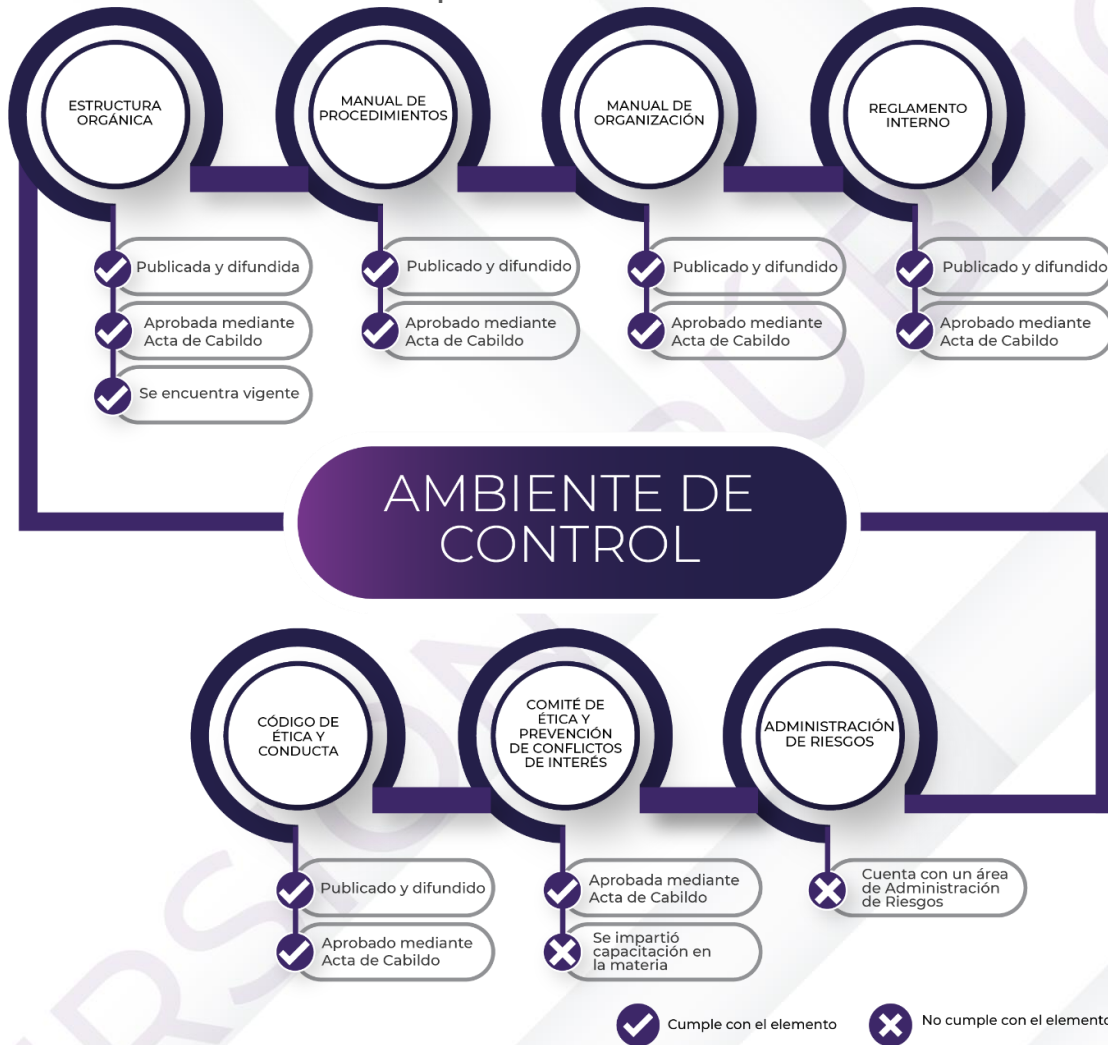 ESTRUCTURA
ORGÁNICA
MANUAL DE
PROCEDIMIENTOS
MANUAL DE
ORGANIZACIÓN
REGLAMENTO
INTERNO
Publicada y difundida
Aprobada mediante
Acta de Cabildo
Se encuentra vigente
Publicado y difundido
Aprobado mediante
Acta de Cabildo
Publicado y difundido
Aprobado mediante
Acta de Cabildo
Publicado y difundido
Aprobado mediante
Acta de Cabildo
AMBIENTE DE
CONTROL
CÓDIGO DE
ÉTICA Y
CONDUCTA
COMITÉ DE
ÉTICA Y
PREVENCIÓN
DE CONFLICTOS
DE INTERÉS
ADMINISTRACIÓN
DE RIESGOS
Publicado y difundido
Aprobado mediante
Acta de Cabildo
Aprobada mediante
Acta de Cabildo
Se impartió
capacitación en
la materia
Cuenta con un área
de Administración
de Riesgos
Cumple con el elemento
No cumple con el elemento